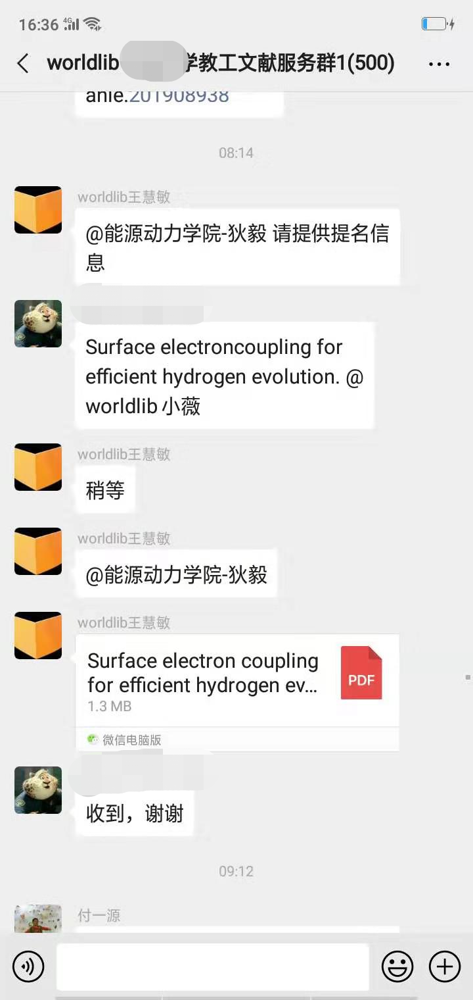 16:36 4G
worldlib 学教工文献服务群1(500)
anie.201908938
08:14
worldlib王慧敏
@能源动力学院-狄毅 请提供提名信
息
Surface electroncoupling for
efficient hydrogen evolution. @
worldlib小薇
worldlib王慧敏
稍等
worldlib王慧敏
@能源动力学院-狄毅
worldlib王慧敏
Surface electron coupling
for efficient hydrogen ev...
PDF
1.3 MB
微信电脑版
收到，谢谢
09:12
付一源